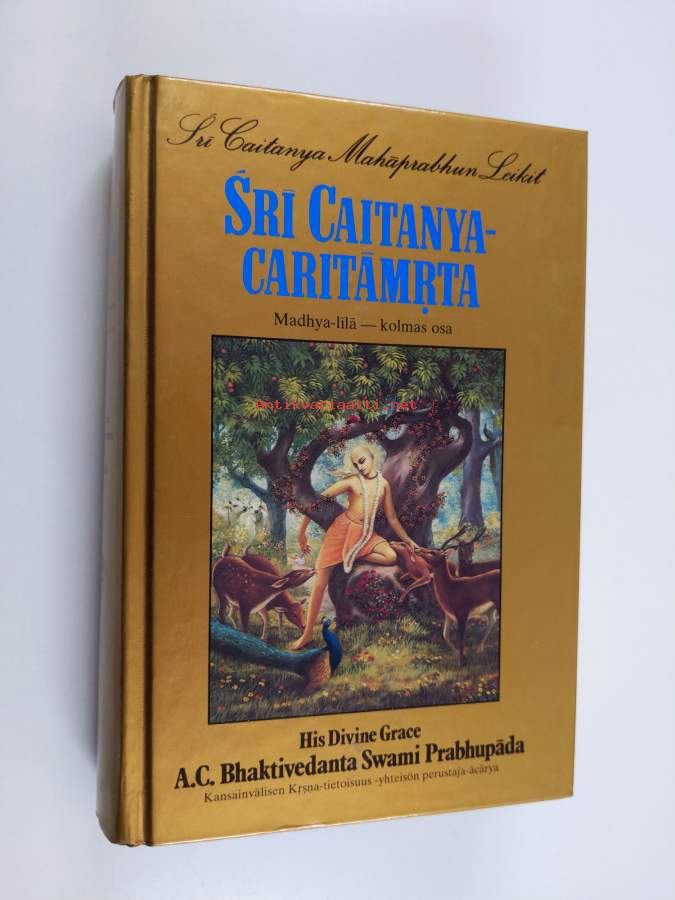 Śrī Caitanya Mahāprabhun Leikit
ŚRĪ CAITANYA-
CARITĀMṚTA
Madhya-līlā — kolmas osa
Antikvariaatti.net
His Divine Grace
A.C. Bhaktivedanta Swami Prabhupāda
Kansainvälisen Kṛṣṇa-tietoisuus -yhteisön perustaja-ācārya